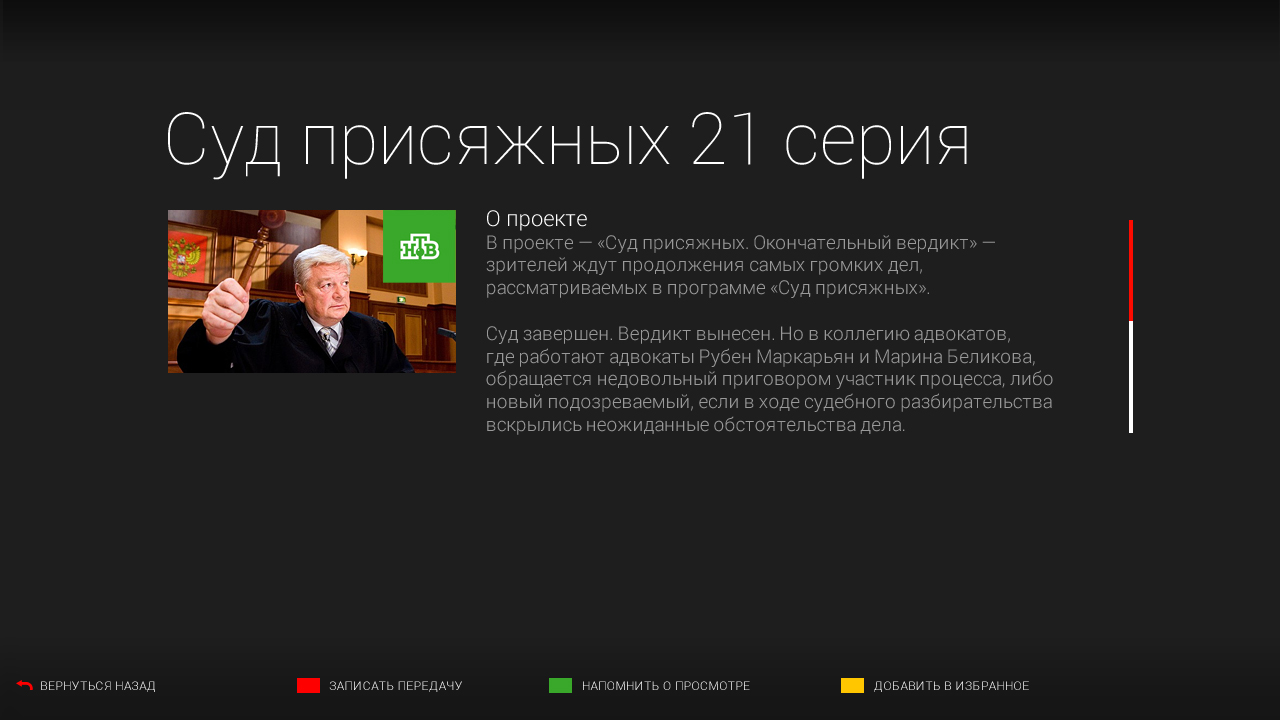 Суд присяжных 21 серия
НТВ
О проекте
В проекте — «Суд присяжных. Окончательный вердикт» —
зрителей ждут продолжения самых громких дел,
рассматриваемых в программе «Суд присяжных».
Суд завершен. Вердикт вынесен. Но в коллегию адвокатов,
где работают адвокаты Рубен Маркарьян и Марина Беликова,
обращается недовольный приговором участник процесса, либо
новый подозреваемый, если в ходе судебного разбирательства
вскрылись неожиданные обстоятельства дела.
ВЕРНУТЬСЯ НАЗАД
ЗАПИСАТЬ ПЕРЕДАЧУ
НАПОМНИТЬ О ПРОСМОТРЕ
ДОБАВИТЬ В ИЗБРАННОЕ